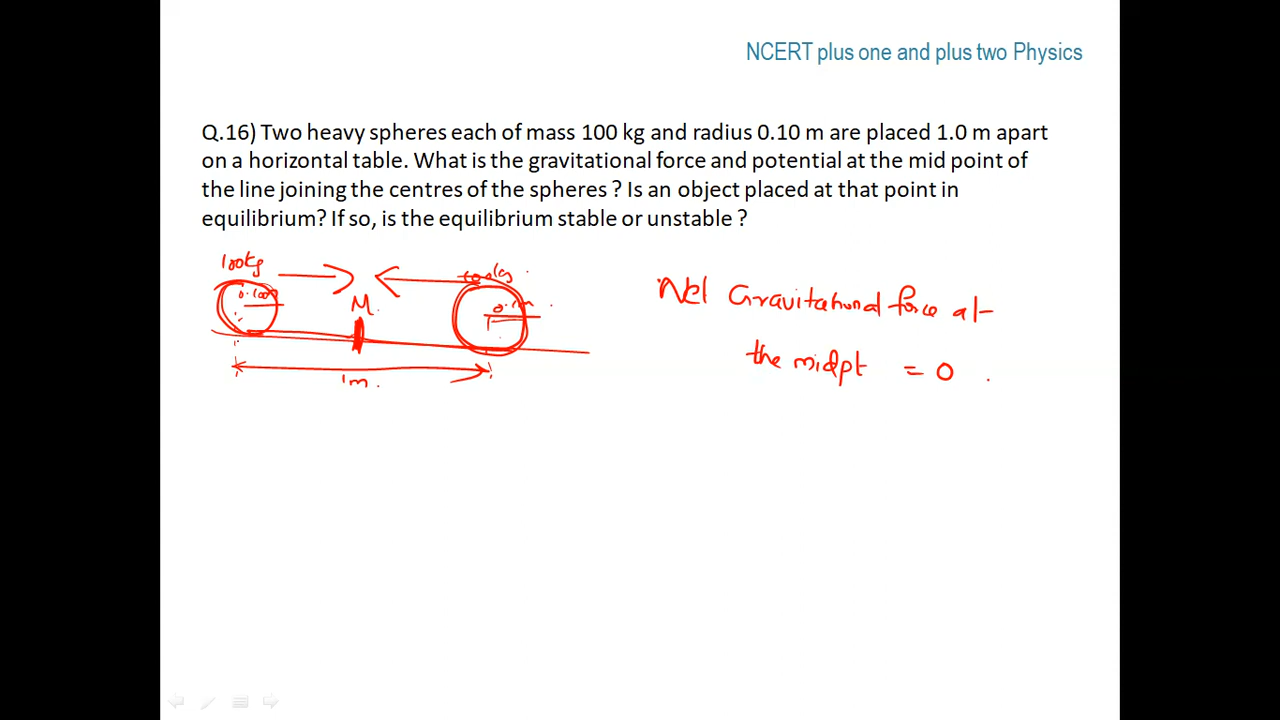 NCERT plus one and plus two Physics
Q.16) Two heavy spheres each of mass 100 kg and radius 0.10 m are placed 1.0 m apart
on a horizontal table. What is the gravitational force and potential at the mid point of
the line joining the centres of the spheres ? Is an object placed at that point in
equilibrium? If so, is the equilibrium stable or unstable ?
100kg
100kg
M
0.1m
1m
Net Gravitational force at
the midpt = 0